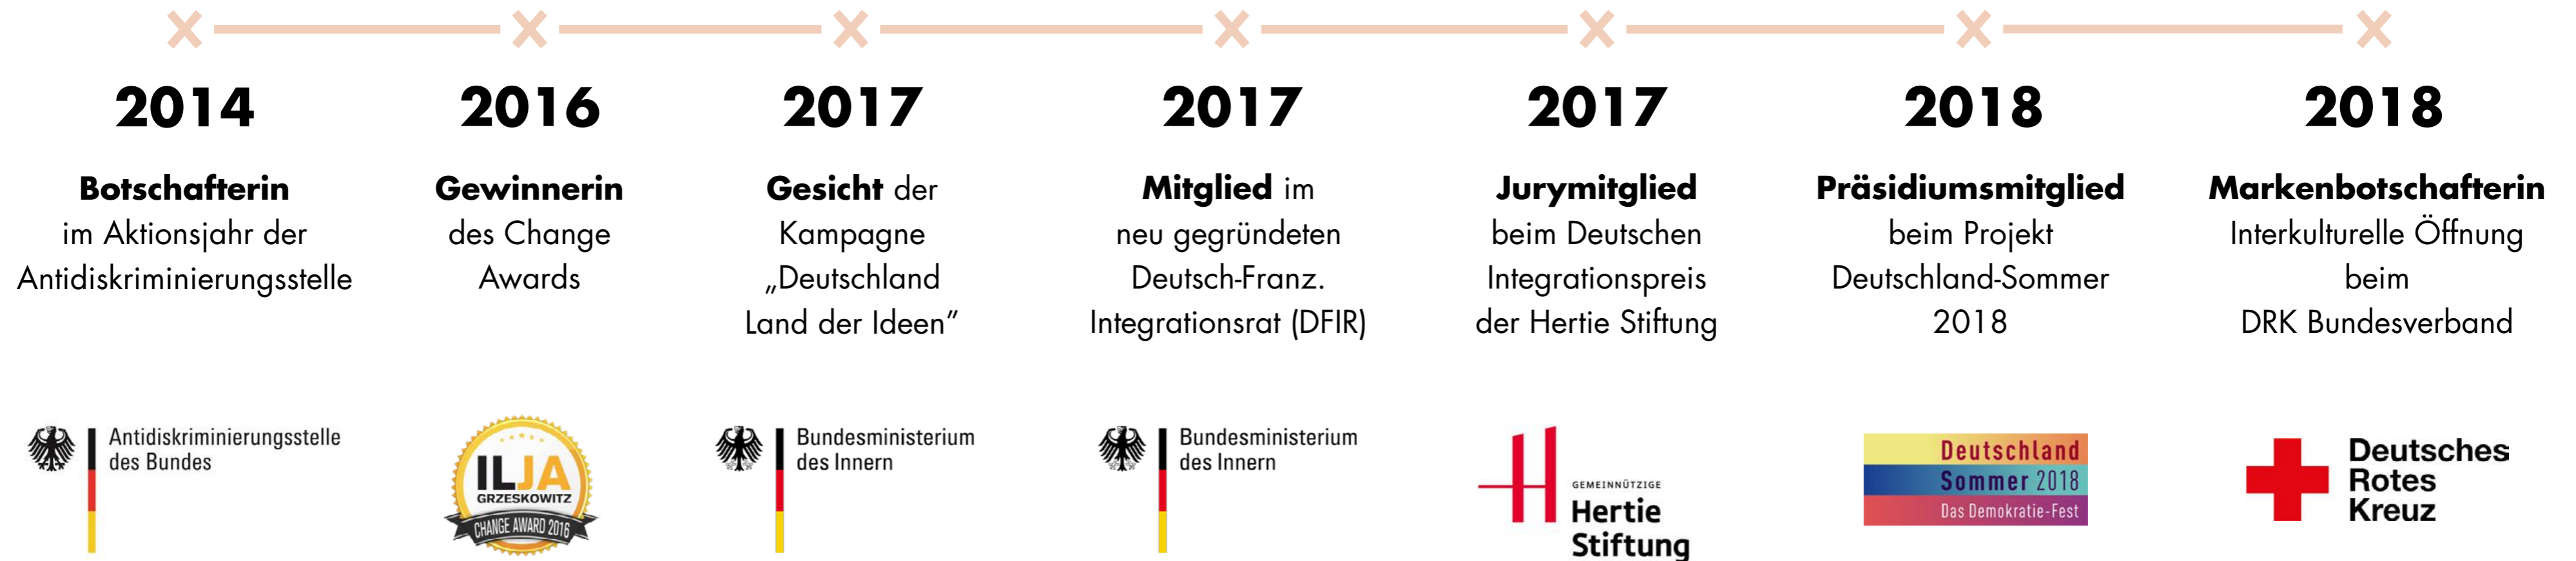 2014
Botschafterin
im Aktionsjahr der
Antidiskriminierungsstelle
Antidiskriminierungsstelle
des Bundes
2016
Gewinnerin
des Change
Awards
ILJA
GRZESKOWITZ
CHANGE AWARD 2016
2017
Gesicht der
Kampagne
„Deutschland
Land der Ideen”
Bundesministerium
des Innern
2017
Mitglied im
neu gegründeten
Deutsch-Franz.
Integrationsrat (DFIR)
Bundesministerium
des Innern
2017
Jurymitglied
beim Deutschen
Integrationspreis
der Hertie Stiftung
GEMEINNÜTZIGE
Hertie
Stiftung
2018
Präsidiumsmitglied
beim Projekt
Deutschland-Sommer
2018
Deutschland
Sommer 2018
Das Demokratie-Fest
2018
Markenbotschafterin
Interkulturelle Öffnung
beim
DRK Bundesverband
Deutsches
Rotes
Kreuz